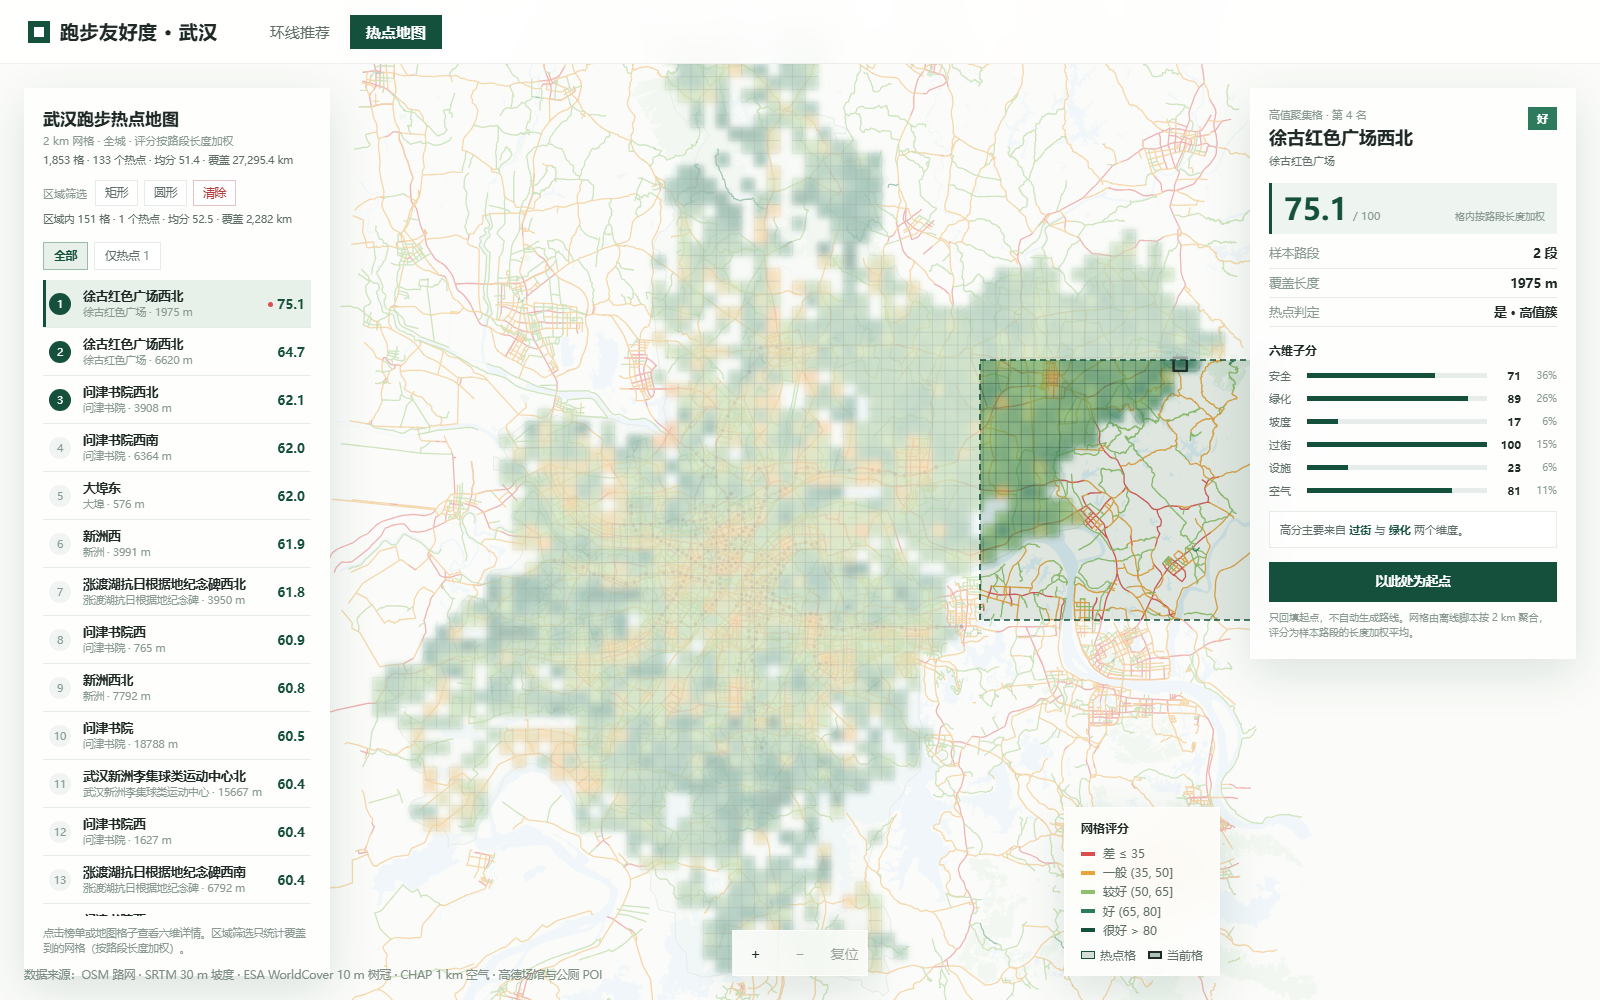 跑步友好度·武汉
环线推荐
热点地图
武汉跑步热点地图
2 km 网格 · 全城 · 评分按路段长度加权
1,853 格 · 133 个热点 · 均分 51.4 · 覆盖 27,295.4 km
区域筛选 矩形 圆形 清除
区域内 151 格 · 1 个热点 · 均分 52.5 · 覆盖 2,282 km
全部 仅热点 1
1 徐古红色广场西北 75.1
徐古红色广场 · 1975 m
2 徐古红色广场西北 64.7
徐古红色广场 · 6620 m
3 问津书院西北 62.1
问津书院 · 3908 m
4 问津书院西南 62.0
问津书院 · 6364 m
5 大埠东 62.0
大埠 · 576 m
6 新洲西 61.9
新洲 · 3991 m
7 涨渡湖抗日根据地纪念碑西北 61.8
涨渡湖抗日根据地纪念碑 · 3950 m
8 问津书院西 60.9
问津书院 · 765 m
9 新洲西北 60.8
新洲 · 7792 m
10 问津书院 60.5
问津书院 · 18788 m
11 武汉新洲李集球类运动中心北 60.4
武汉新洲李集球类运动中心 · 15667 m
12 问津书院西 60.4
问津书院 · 1627 m
13 涨渡湖抗日根据地纪念碑西南 60.4
涨渡湖抗日根据地纪念碑 · 6792 m
点击榜单或地图格子查看六维详情。区域筛选只统计要盖
到的网格（按路段长度加权）。
数据来源：OSM 路网 · SRTM 30 m 坡度 · ESA WorldCover 10 m 树冠 · CHAP 1 km 空气 · 高德场馆与公厕 POI
+ − 复位
网格评分
差 ≤ 35
一般 (35, 50]
较好 (50, 65]
好 (65, 80]
很好 > 80
热点格 当前格
高值聚集格 · 第 4 名
好
徐古红色广场西北
徐古红色广场
75.1 / 100 格内按路段长度加权
样本路段 2 段
覆盖长度 1975 m
热点判定 是 • 高值簇
六维子分
安全 71 36%
绿化 89 26%
坡度 17 6%
过街 100 15%
设施 23 6%
空气 81 11%
高分主要来自 过街 与 绿化 两个维度。
以此处为起点
只回填起点，不自动生成路线。网格由离线脚本按 2 km 聚合，
评分为样本路段的长度加权平均。